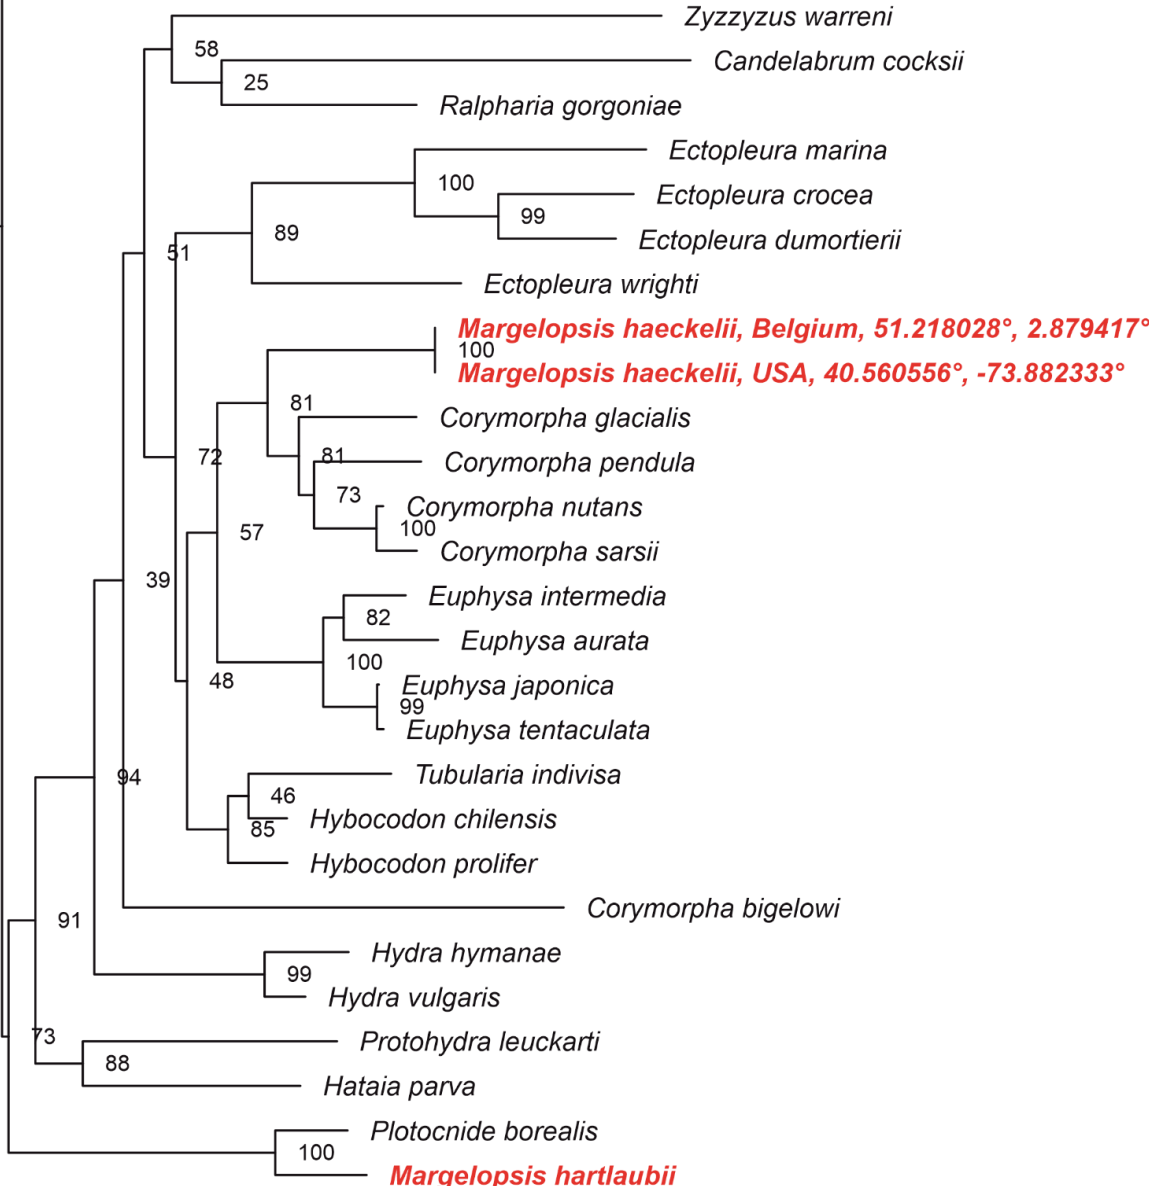 Zyzzyzus warreni
58
Candelabrum cocksii
25
Ralpharia gorgoniae
Ectopleura marina
100
Ectopleura crocea
99
Ectopleura dumortierii
89
51
Ectopleura wrighti
Margelopsis haeckelii, Belgium, 51.218028°, 2.879417°
100
Margelopsis haeckelii, USA, 40.560556°, -73.882333°
81
Corymorpha glacialis
72
81
Corymorpha pendula
73
Corymorpha nutans
100
57
Corymorpha sarsii
39
Euphysa intermedia
82
Euphysa aurata
100
48
Euphysa japonica
99
Euphysa tentaculata
94
Tubularia indivisa
46
Hybocodon chilensis
85
Hybocodon prolifer
Corymorpha bigelowi
91
Hydra hymanae
99
Hydra vulgaris
73
Protohydra leuckarti
88
Hataia parva
Plotocnide borealis
100
Margelopsis hartlaubii